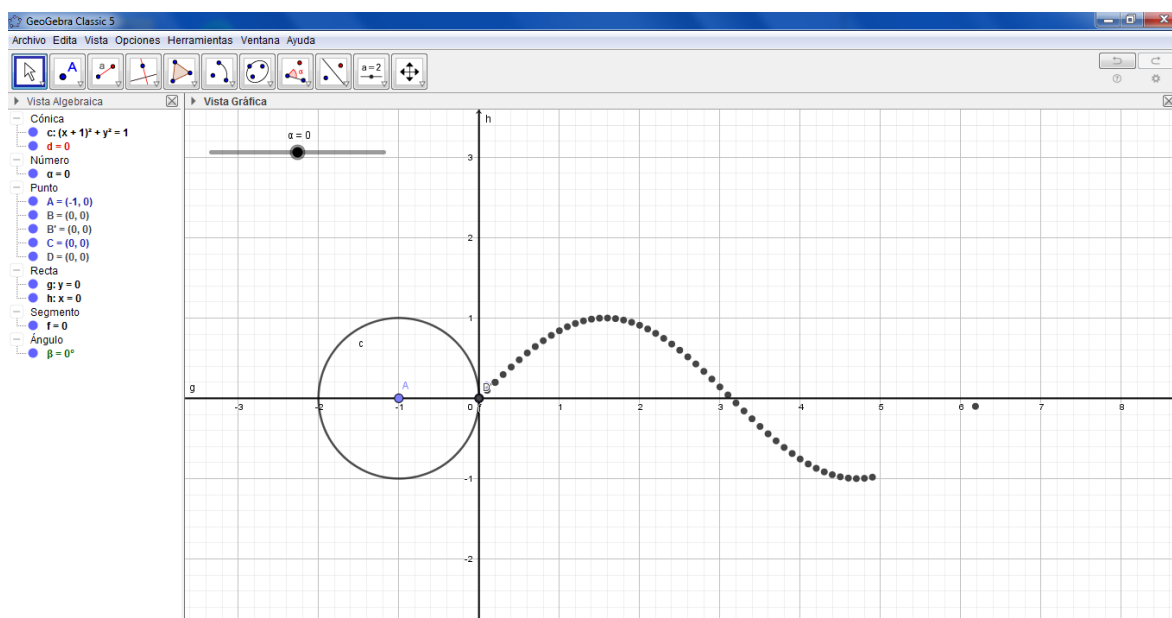 GeoGebra Classic 5
Archivo Edita Vista Opciones Herramientas Ventana Ayuda
A
a
α
a=2
Vista Algebraica
Vista Gráfica
Cónica
c: (x + 1)² + y² = 1
d = 0
Número
α = 0
Punto
A = (-1, 0)
B = (0, 0)
B' = (0, 0)
C = (0, 0)
D = (0, 0)
Recta
g: y = 0
h: x = 0
Segmento
f = 0
Ángulo
β = 0°
h
α = 0
3
2
1
c
g
A
-3 -2 -1 0 1 2 3 4 5 6 7 8
-1
-2